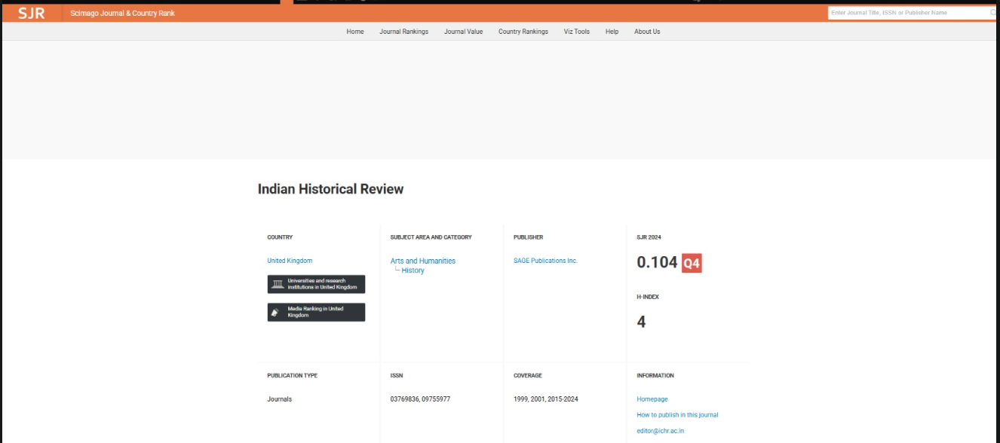 SJR
Scimago Journal & Country Rank
Enter Journal Title, ISSN or Publisher Name
Home Journal Rankings Journal Value Country Rankings Viz Tools Help About Us
Indian Historical Review
COUNTRY
United Kingdom
Universities and research
institutions in United Kingdom
Media Ranking in United
Kingdom
SUBJECT AREA AND CATEGORY
Arts and Humanities
History
PUBLISHER
SAGE Publications Inc.
SJR 2024
0.104 Q4
H-INDEX
4
PUBLICATION TYPE
Journals
ISSN
03769836, 09755977
COVERAGE
1999, 2001, 2015-2024
INFORMATION
Homepage
How to publish in this journal
editor@ichr.ac.in